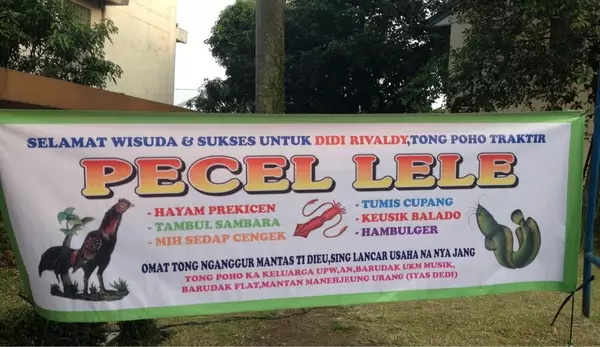 SELAMAT WISUDA & SUKSES UNTUK DIDI RIVALDY,TONG POHO TRAKTIR
PECEL LELE
- HAYAM PREKICEN
- TAMBUL SAMBARA
- MIH SEDAP CENGEK
- TUMIS CUPANG
- KEUSIK BALADO
- HAMBULGER
OMAT TONG NGANGGUR MANTAS TI DIEU,SING LANCAR USAHA NA NYA JANG
TONG POHO KA KELUARGA UPW,AN,BARUDAK UKM MUSIK,
BARUDAK FLAT,MANTAN MANEHJEUNG URANG (IYAS DEDI)